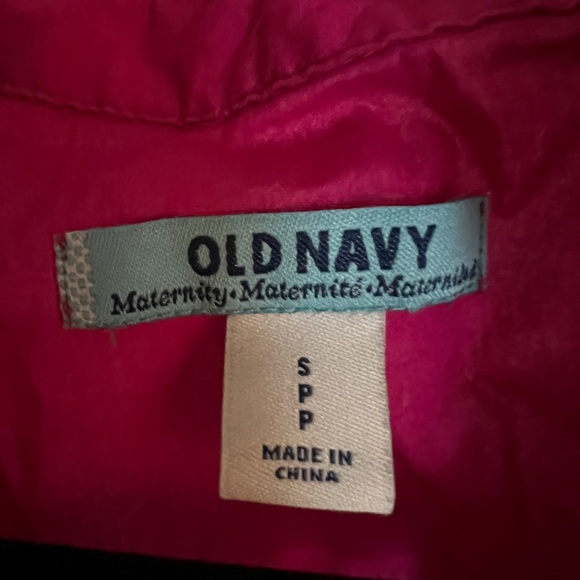 OLD NAVY
Maternity • Maternité • Maternidad
S
P
P
MADE IN
CHINA